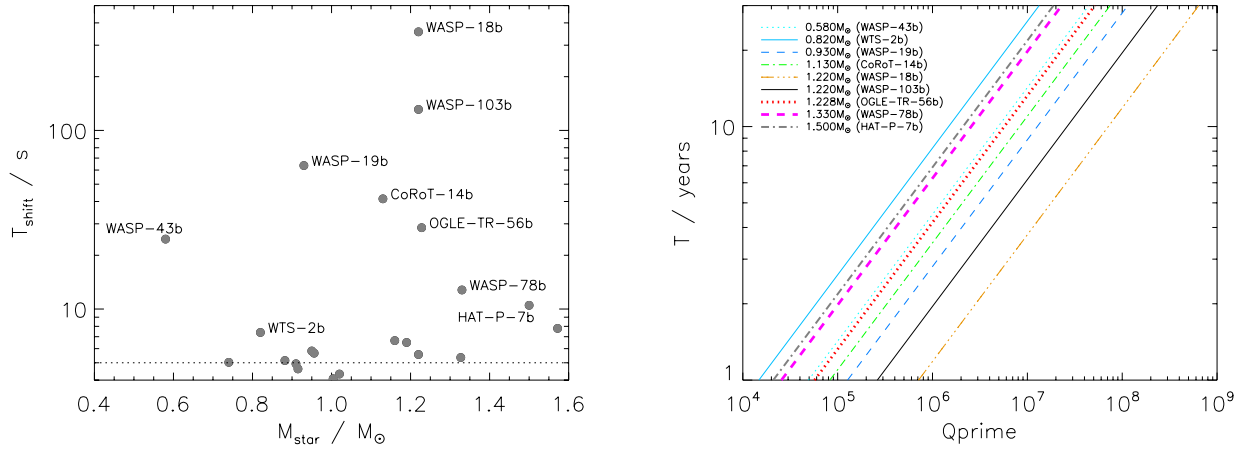 WASP-18b
WASP-103b
WASP-19b
CoRoT-14b
OGLE-TR-56b
WASP-43b
WASP-78b
HAT-P-7b
WTS-2b
100
10
T_shift / s
0.4 0.6 0.8 1.0 1.2 1.4 1.6
M_star / M_⊙
0.580M_⊙ (WASP-43b)
0.820M_⊙ (WTS-2b)
0.930M_⊙ (WASP-19b)
1.130M_⊙ (CoRoT-14b)
1.220M_⊙ (WASP-18b)
1.220M_⊙ (WASP-103b)
1.228M_⊙ (OGLE-TR-56b)
1.330M_⊙ (WASP-78b)
1.500M_⊙ (HAT-P-7b)
10
1
T / years
10^4 10^5 10^6 10^7 10^8 10^9
Qprime